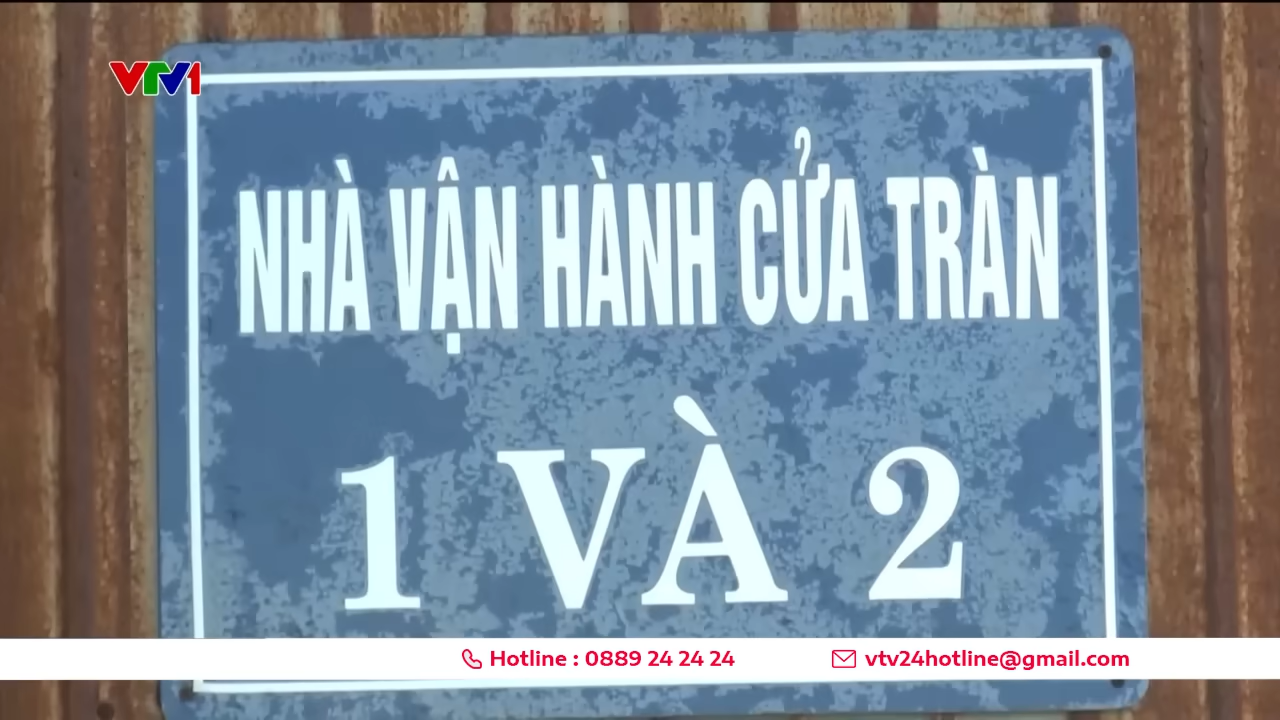 VTV1
NHÀ VẬN HÀNH CỬA TRÀN
1 VÀ 2
Hotline : 0889 24 24 24
vtv24hotline@gmail.com